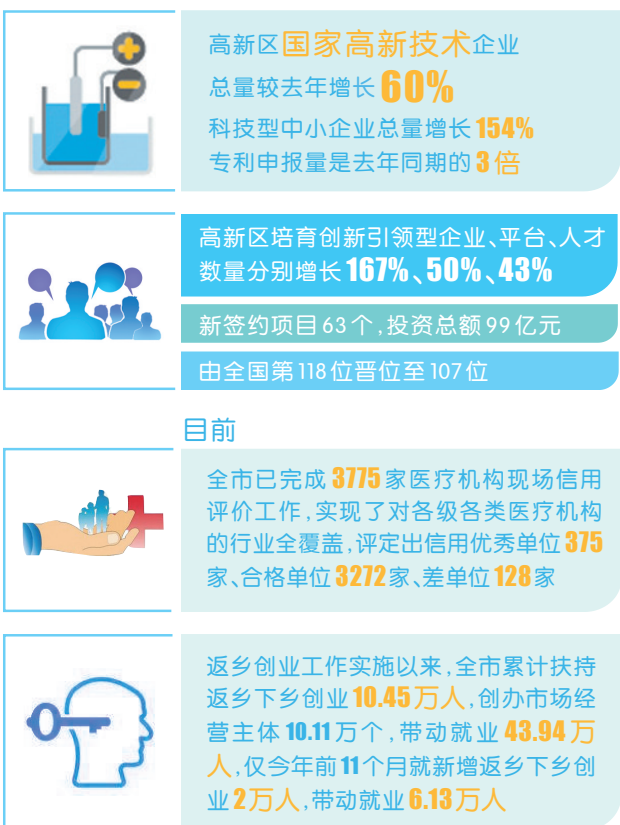 高新区国家高新技术企业
总量较去年增长60%
科技型中小企业总量增长154%
专利申报量是去年同期的3倍
高新区培育创新引领型企业、平台、人才
数量分别增长167%、50%、43%
新签约项目63个,投资总额99亿元
由全国第118位晋位至107位
目前
全市已完成3775家医疗机构现场信用
评价工作,实现了对各级各类医疗机构
的行业全覆盖,评定出信用优秀单位375
家、合格单位3272家、差单位128家
返乡创业工作实施以来,全市累计扶持
返乡下乡创业10.45万人,创办市场经
营主体10.11万个,带动就业43.94万
人,仅今年前11个月就新增返乡下乡创
业2万人,带动就业6.13万人